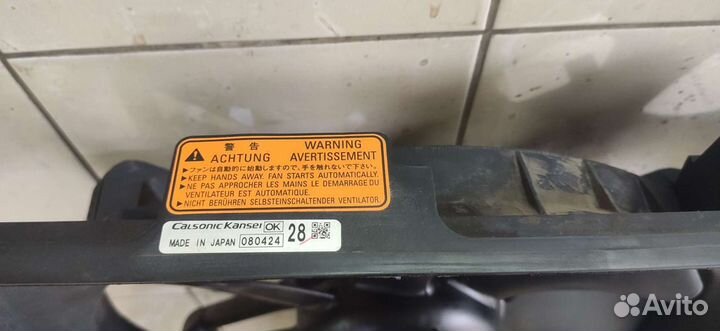 警告 WARNING
ACHTUNG AVERTISSEMENT
▶ファンは自動的に始動しますので、手を触れないで下さい。
▶KEEP HANDS AWAY. FAN STARTS AUTOMATICALLY.
▶NE PAS APPROCHER LES MAINS LE DEMARRAGE DU
VENTILATEUR EST AUTOMATIQUE.
▶NICHT BERÜHREN SELBSTEINSCHALTENDER VENTILATOR.
CalsonicKansei OK 28
MADE IN JAPAN 080424
Avito